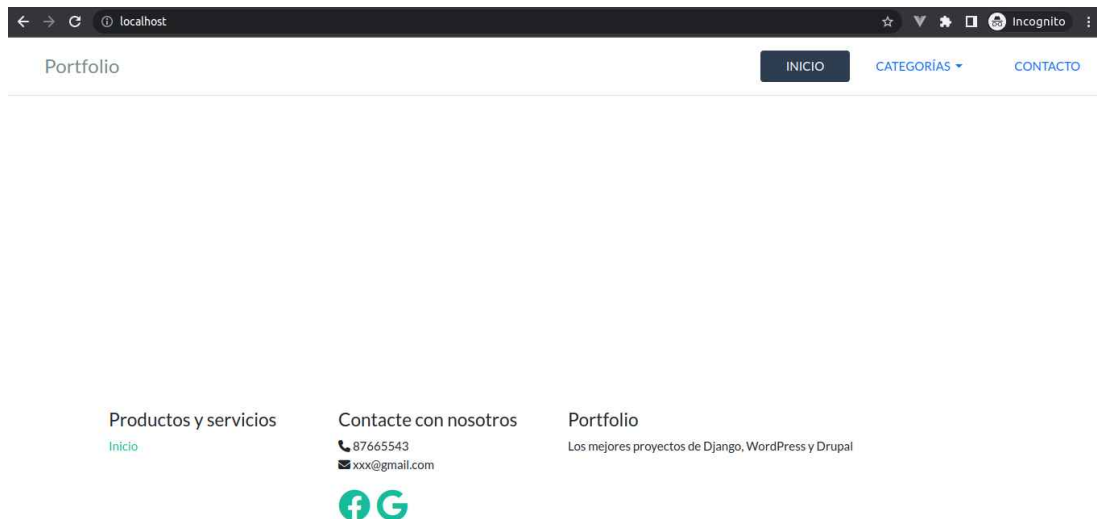 localhost
Incognito
Portfolio
INICIO
CATEGORÍAS
CONTACTO
Productos y servicios
Inicio
Contacte con nosotros
87665543
xxx@gmail.com
Portfolio
Los mejores proyectos de Django, WordPress y Drupal